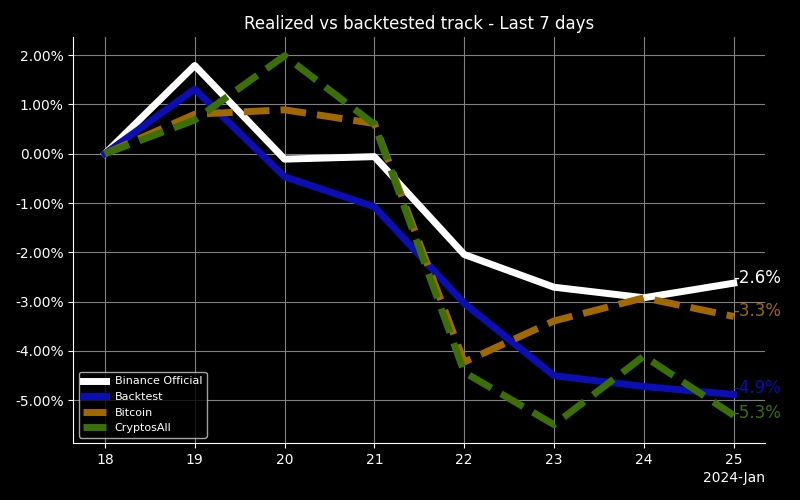 Realized vs backtested track - Last 7 days
2.00%
1.00%
0.00%
-1.00%
-2.00%
-3.00%
-4.00%
-5.00%
-2.6%
-3.3%
-4.9%
-5.3%
Binance Official
Backtest
Bitcoin
CryptosAll
18 19 20 21 22 23 24 25
2024-Jan